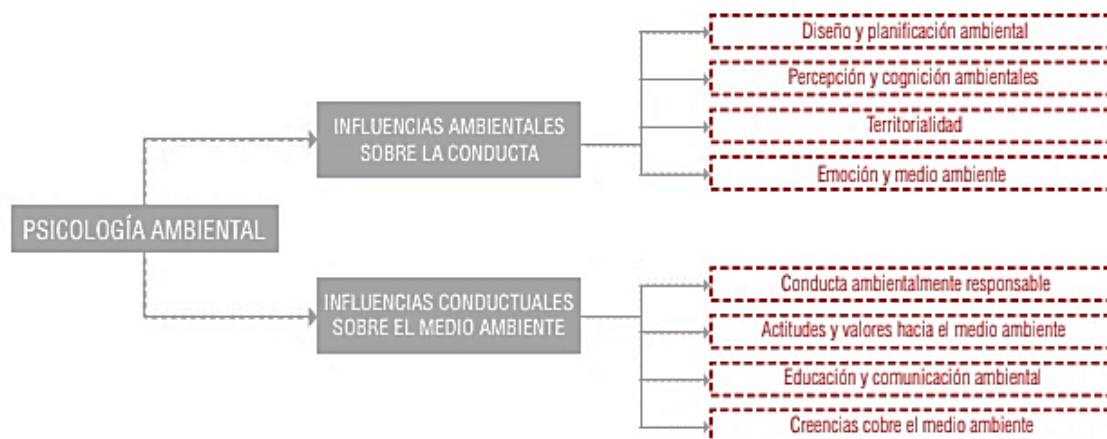 PSICOLOGÍA AMBIENTAL
INFLUENCIAS AMBIENTALES
SOBRE LA CONDUCTA
Diseño y planificación ambiental
Percepción y cognición ambientales
Territorialidad
Emoción y medio ambiente
INFLUENCIAS CONDUCTUALES
SOBRE EL MEDIO AMBIENTE
Conducta ambientalmente responsable
Actitudes y valores hacia el medio ambiente
Educación y comunicación ambiental
Creencias cobre el medio ambiente